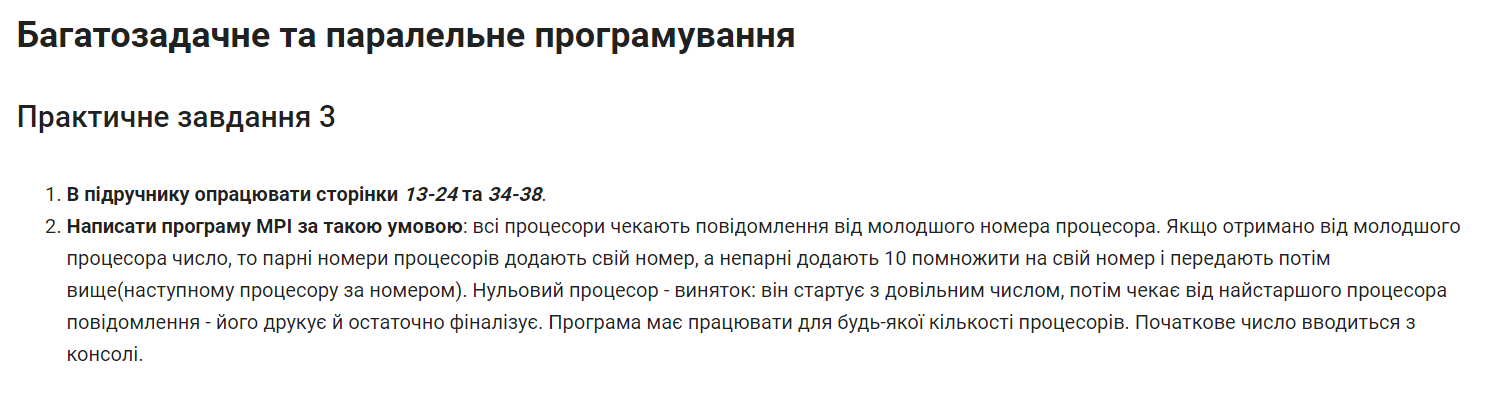 Багатозадачне та паралельне програмування
Практичне завдання 3
1. В підручнику опрацювати сторінки 13-24 та 34-38.
2. Написати програму MPI за такою умовою: всі процесори чекають повідомлення від молодшого номера процесора. Якщо отримано від молодшого
процесора число, то парні номери процесорів додають свій номер, а непарні додають 10 помножити на свій номер і передають потім
вище(наступному процесору за номером). Нульовий процесор - виняток: він стартує з довільним числом, потім чекає від найстаршого процесора
повідомлення - його друкує й остаточно фіналізує. Програма має працювати для будь-якої кількості процесорів. Початкове число вводиться з
консолі.